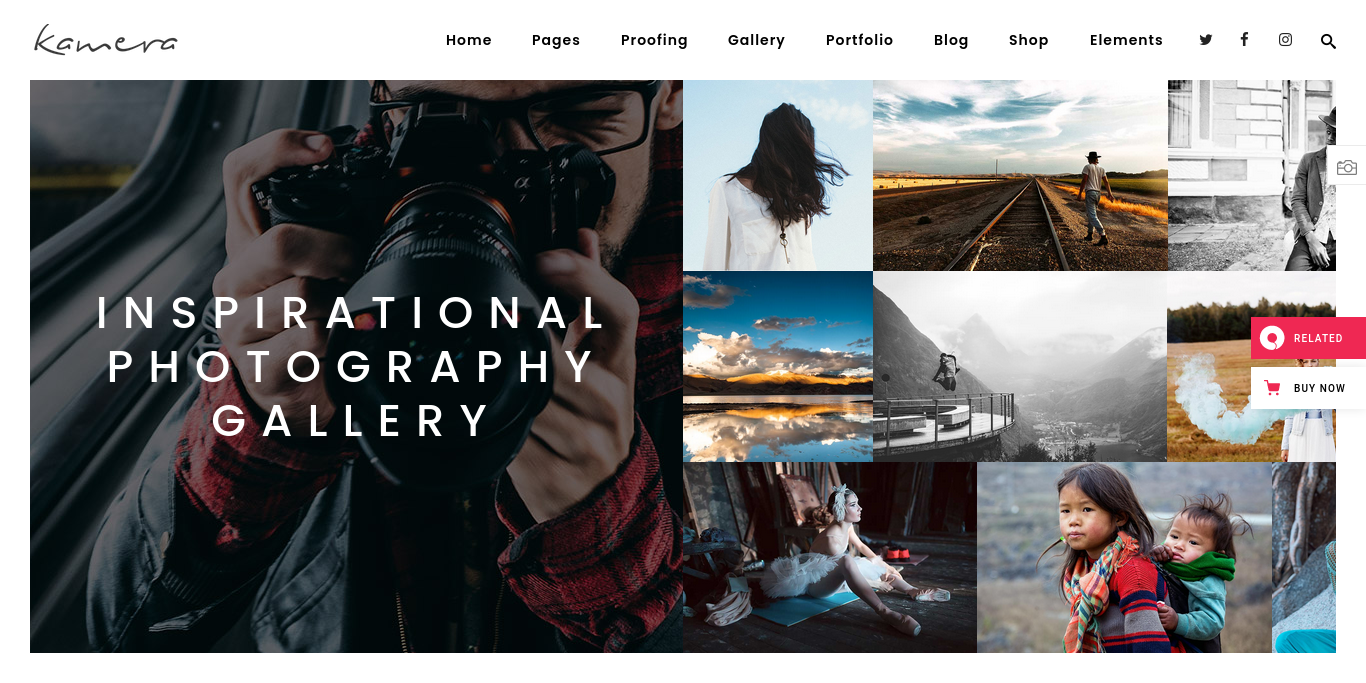 kamera
Home Pages Proofing Gallery Portfolio Blog Shop Elements
INSPIRATIONAL
PHOTOGRAPHY
GALLERY
RELATED
BUY NOW